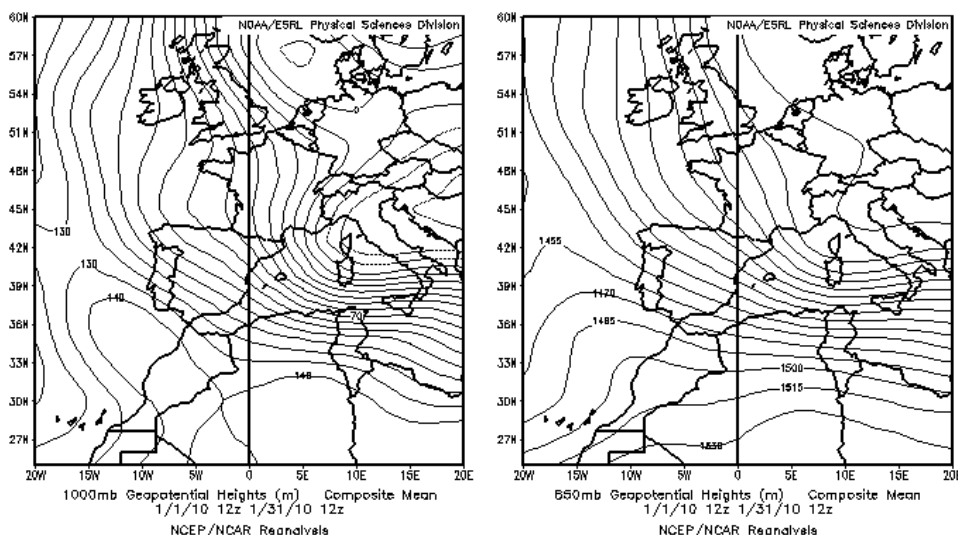 NOAA/ESRL Physical Sciences Division
60N
57N
54N
51N
48N
45N
42N
39N
36N
33N
30N
27N
0
130
130
140
70
140
20W
15W
10W
5W
0
5E
10E
15E
20E
1000mb Geopotential Heights (m) Composite Mean
1/1/10 12z 1/31/10 12z
NCEP/NCAR Reanalysis
NOAA/ESRL Physical Sciences Division
60N
57N
54N
51N
48N
45N
42N
39N
36N
33N
30N
27N
1455
1470
1485
1500
1515
1530
20W
15W
10W
5W
0
5E
10E
15E
20E
850mb Geopotential Heights (m) Composite Mean
1/1/10 12z 1/31/10 12z
NCEP/NCAR Reanalysis